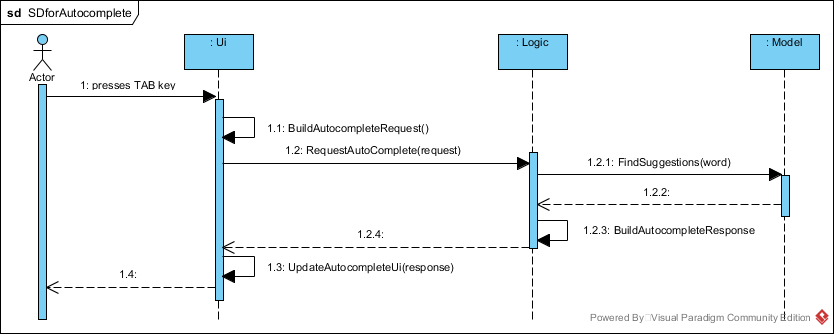 sd SDforAutocomplete
: Ui
: Logic
: Model
Actor
1: presses TAB key
1.1: BuildAutocompleteRequest()
1.2: RequestAutoComplete(request)
1.2.1: FindSuggestions(word)
1.2.2:
1.2.3: BuildAutocompleteResponse
1.2.4:
1.3: UpdateAutocompleteUi(response)
1.4:
Powered By Visual Paradigm Community Edition